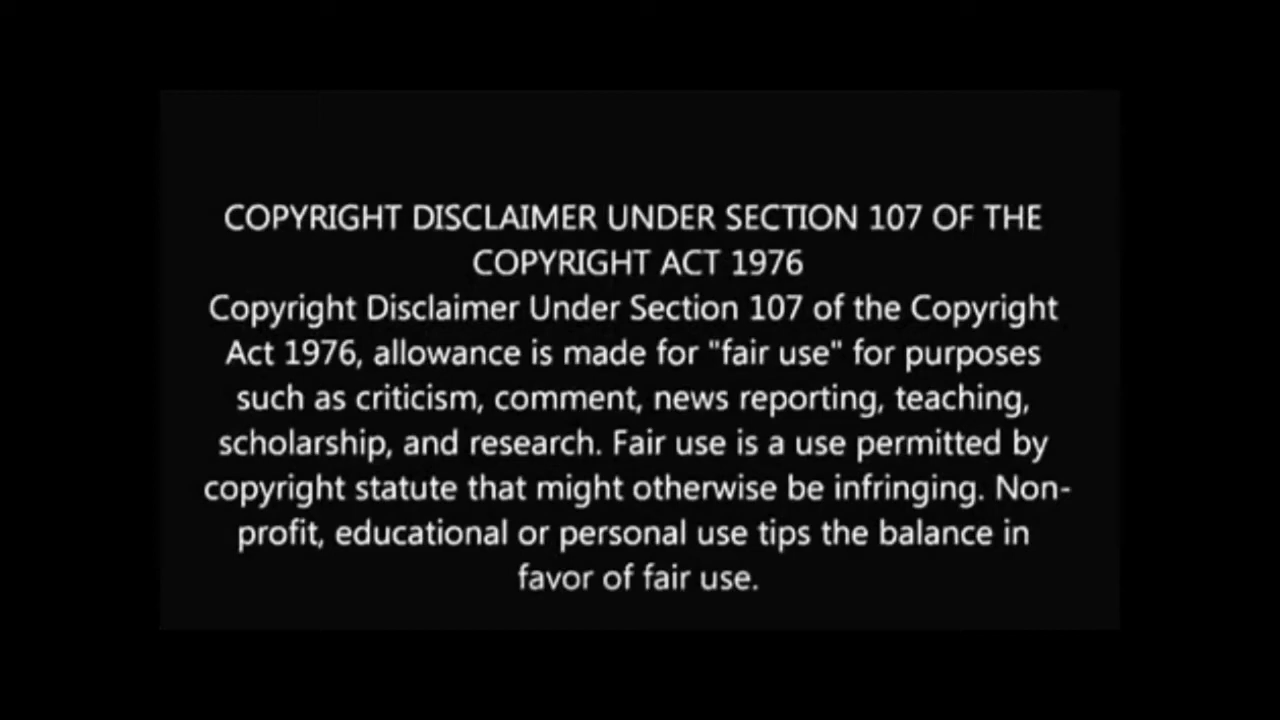 COPYRIGHT DISCLAIMER UNDER SECTION 107 OF THE
COPYRIGHT ACT 1976
Copyright Disclaimer Under Section 107 of the Copyright
Act 1976, allowance is made for "fair use" for purposes
such as criticism, comment, news reporting, teaching,
scholarship, and research. Fair use is a use permitted by
copyright statute that might otherwise be infringing. Non-
profit, educational or personal use tips the balance in
favor of fair use.